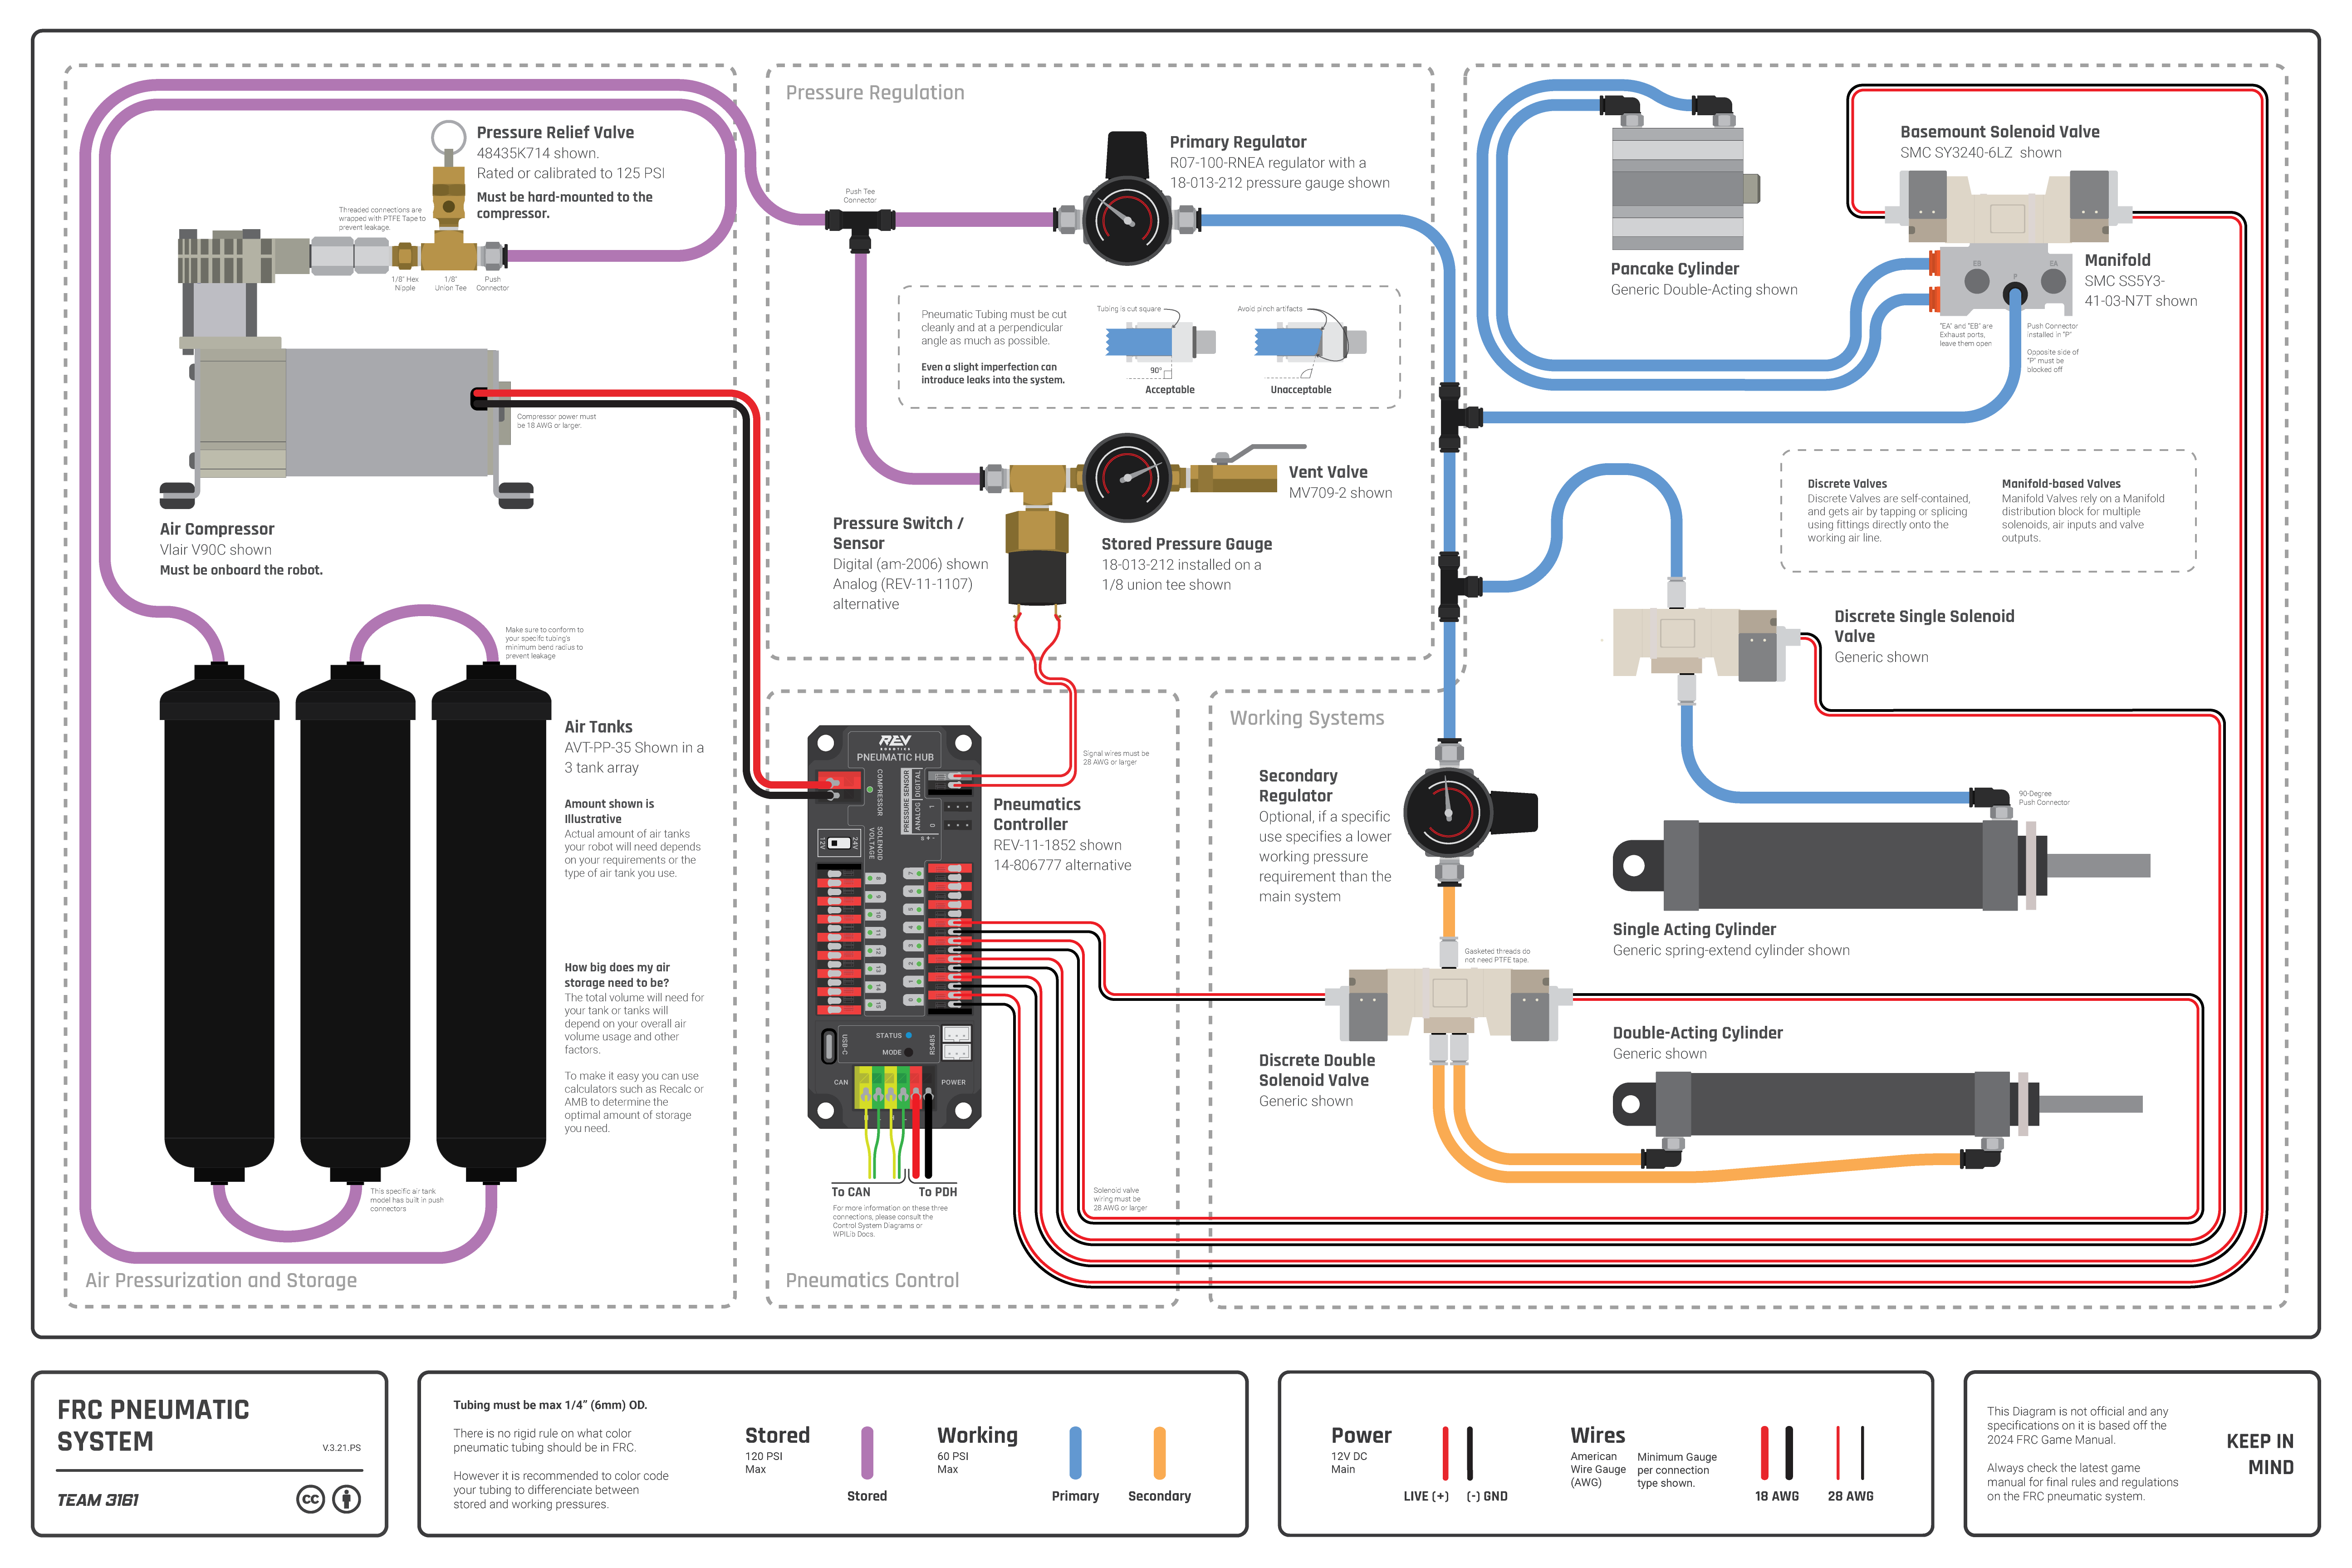 Pressure Relief Valve
48435K714 shown.
Rated or calibrated to 125 PSI
Must be hard-mounted to the
compressor.
Threaded connections are
wrapped with PTFE Tape to
prevent leakage.
1/8" Hex
Nipple
1/8"
Union Tee
Push
Connector
Compressor power must
be 18 AWG or larger.
Air Compressor
VIair V90C shown
Must be onboard the robot.
Make sure to conform to
your specifc tubing's
minimum bend radius to
prevent leakage
Air Tanks
AVT-PP-35 Shown in a
3 tank array
Amount shown is
Illustrative
Actual amount of air tanks
your robot will need depends
on your requirements or the
type of air tank you use.
How big does my air
storage need to be?
The total volume will need for
your tank or tanks will
depend on your overall air
volume usage and other
factors.
To make it easy you can use
calculators such as Recalc or
AMB to determine the
optimal amount of storage
you need.
This specific air tank
model has built in push
connectors
Air Pressurization and Storage
Pressure Regulation
Push Tee
Connector
Primary Regulator
R07-100-RNEA regulator with a
18-013-212 pressure gauge shown
Pneumatic Tubing must be cut
cleanly and at a perpendicular
angle as much as possible.
Even a slight imperfection can
introduce leaks into the system.
Tubing is cut square
90°
Acceptable
Avoid pinch artifacts
Unacceptable
Vent Valve
MV709-2 shown
Pressure Switch /
Sensor
Digital (am-2006) shown
Analog (REV-11-1107)
alternative
Stored Pressure Gauge
18-013-212 installed on a
1/8 union tee shown
REV
ROBOTICS
PNEUMATIC HUB
COMPRESSOR
PRESSURE SENSOR
DIGITAL
ANALOG
1
0
S + -
12V
24V
SOLENOID
VOLTAGE
8
9
10
11
12
13
14
15
7
6
5
4
3
2
1
0
STATUS
MODE
USB-C
RS485
CAN
POWER
Signal wires must be
28 AWG or larger
Pneumatics
Controller
REV-11-1852 shown
14-806777 alternative
To CAN
To PDH
For more information on these three
connections, please consult the
Control System Diagrams or
WPILib Docs.
Solenoid valve
wiring must be
28 AWG or larger
Pneumatics Control
Working Systems
Secondary
Regulator
Optional, if a specific
use specifies a lower
working pressure
requirement than the
main system
Gasketed threads do
not need PTFE tape.
Discrete Double
Solenoid Valve
Generic shown
Pancake Cylinder
Generic Double-Acting shown
Basemount Solenoid Valve
SMC SY3240-6LZ shown
EB
P
EA
Manifold
SMC SS5Y3-
41-03-N7T shown
"EA" and "EB" are
Exhaust ports,
leave them open
Push Connector
installed in "P"
Opposite side of
"P" must be
blocked off
Discrete Valves
Discrete Valves are self-contained,
and gets air by tapping or splicing
using fittings directly onto the
working air line.
Manifold-based Valves
Manifold Valves rely on a Manifold
distribution block for multiple
solenoids, air inputs and valve
outputs.
Discrete Single Solenoid
Valve
Generic shown
90-Degree
Push Connector
Single Acting Cylinder
Generic spring-extend cylinder shown
Double-Acting Cylinder
Generic shown
FRC PNEUMATIC
SYSTEM
V.3.21.PS
TEAM 3161
cc
Tubing must be max 1/4" (6mm) OD.
There is no rigid rule on what color
pneumatic tubing should be in FRC.
However it is recommended to color code
your tubing to differenciate between
stored and working pressures.
Stored
120 PSI
Max
Stored
Working
60 PSI
Max
Primary
Secondary
Power
12V DC
Main
LIVE (+)
(-) GND
Wires
American
Wire Gauge
(AWG)
Minimum Gauge
per connection
type shown.
18 AWG
28 AWG
This Diagram is not official and any
specifications on it is based off the
2024 FRC Game Manual.
Always check the latest game
manual for final rules and regulations
on the FRC pneumatic system.
KEEP IN
MIND